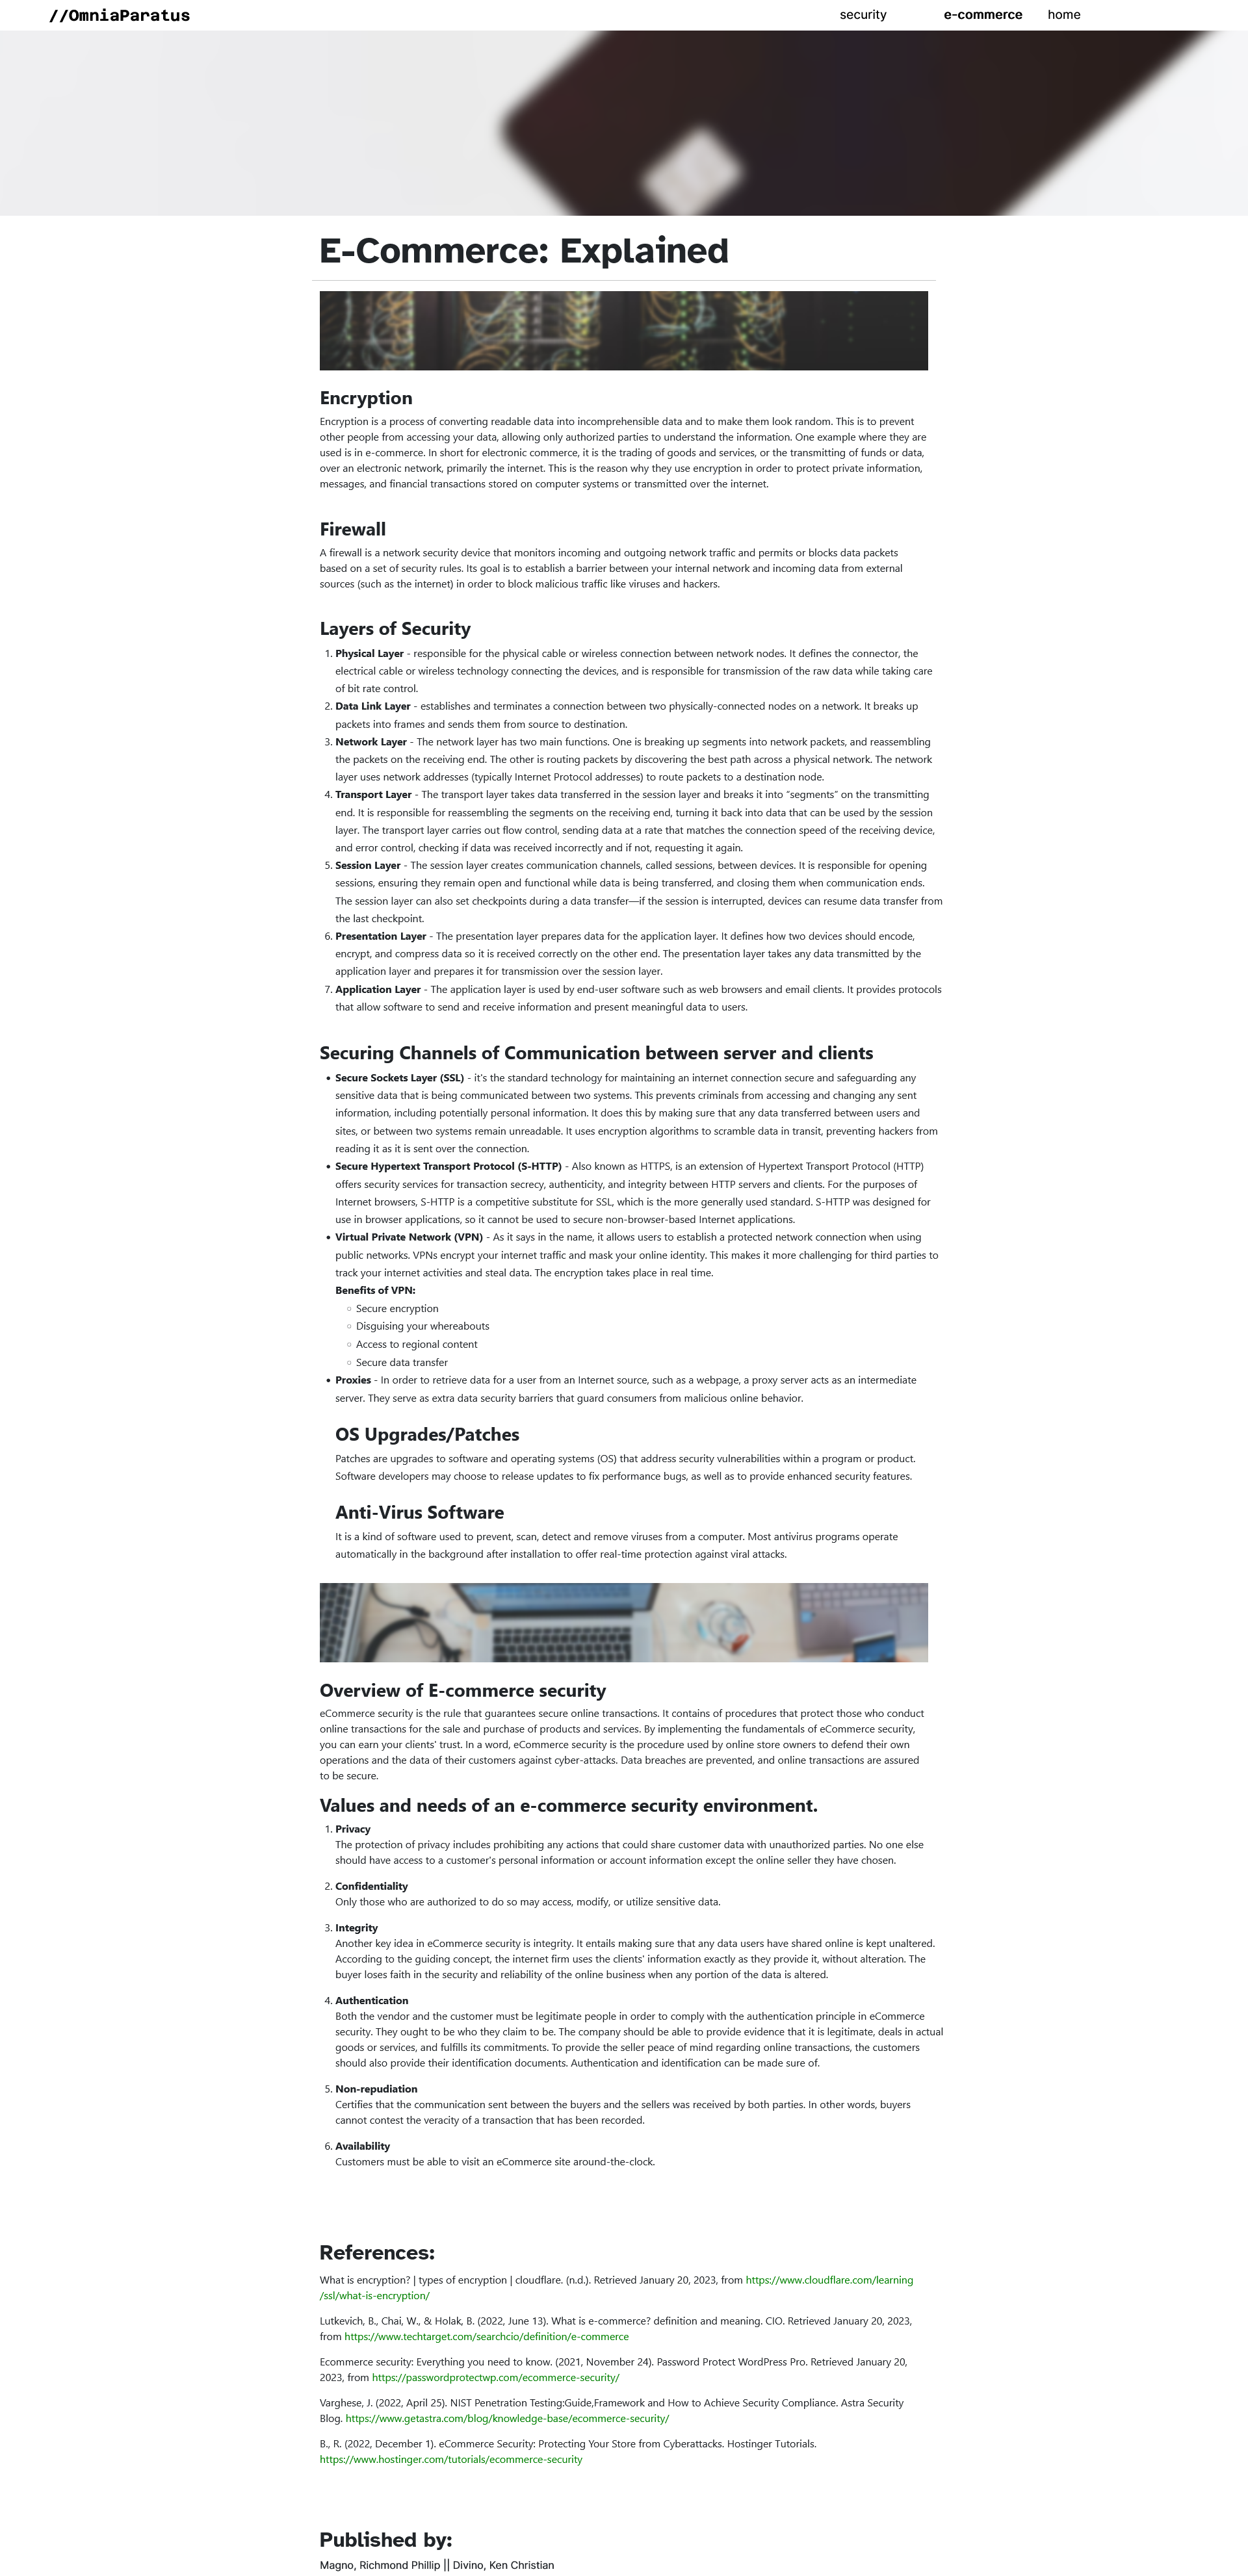 //OmniaParatus
security e-commerce home
E-Commerce: Explained
Encryption
Encryption is a process of converting readable data into incomprehensible data and to make them look random. This is to prevent
other people from accessing your data, allowing only authorized parties to understand the information. One example where they are
used is in e-commerce. In short for electronic commerce, it is the trading of goods and services, or the transmitting of funds or data,
over an electronic network, primarily the internet. This is the reason why they use encryption in order to protect private information,
messages, and financial transactions stored on computer systems or transmitted over the internet.
Firewall
A firewall is a network security device that monitors incoming and outgoing network traffic and permits or blocks data packets
based on a set of security rules. Its goal is to establish a barrier between your internal network and incoming data from external
sources (such as the internet) in order to block malicious traffic like viruses and hackers.
Layers of Security
1. Physical Layer - responsible for the physical cable or wireless connection between network nodes. It defines the connector, the
electrical cable or wireless technology connecting the devices, and is responsible for transmission of the raw data while taking care
of bit rate control.
2. Data Link Layer - establishes and terminates a connection between two physically-connected nodes on a network. It breaks up
packets into frames and sends them from source to destination.
3. Network Layer - The network layer has two main functions. One is breaking up segments into network packets, and reassembling
the packets on the receiving end. The other is routing packets by discovering the best path across a physical network. The network
layer uses network addresses (typically Internet Protocol addresses) to route packets to a destination node.
4. Transport Layer - The transport layer takes data transferred in the session layer and breaks it into “segments” on the transmitting
end. It is responsible for reassembling the segments on the receiving end, turning it back into data that can be used by the session
layer. The transport layer carries out flow control, sending data at a rate that matches the connection speed of the receiving device,
and error control, checking if data was received incorrectly and if not, requesting it again.
5. Session Layer - The session layer creates communication channels, called sessions, between devices. It is responsible for opening
sessions, ensuring they remain open and functional while data is being transferred, and closing them when communication ends.
The session layer can also set checkpoints during a data transfer—if the session is interrupted, devices can resume data transfer from
the last checkpoint.
6. Presentation Layer - The presentation layer prepares data for the application layer. It defines how two devices should encode,
encrypt, and compress data so it is received correctly on the other end. The presentation layer takes any data transmitted by the
application layer and prepares it for transmission over the session layer.
7. Application Layer - The application layer is used by end-user software such as web browsers and email clients. It provides protocols
that allow software to send and receive information and present meaningful data to users.
Securing Channels of Communication between server and clients
• Secure Sockets Layer (SSL) - it's the standard technology for maintaining an internet connection secure and safeguarding any
sensitive data that is being communicated between two systems. This prevents criminals from accessing and changing any sent
information, including potentially personal information. It does this by making sure that any data transferred between users and
sites, or between two systems remain unreadable. It uses encryption algorithms to scramble data in transit, preventing hackers from
reading it as it is sent over the connection.
• Secure Hypertext Transport Protocol (S-HTTP) - Also known as HTTPS, is an extension of Hypertext Transport Protocol (HTTP)
offers security services for transaction secrecy, authenticity, and integrity between HTTP servers and clients. For the purposes of
Internet browsers, S-HTTP is a competitive substitute for SSL, which is the more generally used standard. S-HTTP was designed for
use in browser applications, so it cannot be used to secure non-browser-based Internet applications.
• Virtual Private Network (VPN) - As it says in the name, it allows users to establish a protected network connection when using
public networks. VPNs encrypt your internet traffic and mask your online identity. This makes it more challenging for third parties to
track your internet activities and steal data. The encryption takes place in real time.
Benefits of VPN:
○ Secure encryption
○ Disguising your whereabouts
○ Access to regional content
○ Secure data transfer
• Proxies - In order to retrieve data for a user from an Internet source, such as a webpage, a proxy server acts as an intermediate
server. They serve as extra data security barriers that guard consumers from malicious online behavior.
OS Upgrades/Patches
Patches are upgrades to software and operating systems (OS) that address security vulnerabilities within a program or product.
Software developers may choose to release updates to fix performance bugs, as well as to provide enhanced security features.
Anti-Virus Software
It is a kind of software used to prevent, scan, detect and remove viruses from a computer. Most antivirus programs operate
automatically in the background after installation to offer real-time protection against viral attacks.
Overview of E-commerce security
eCommerce security is the rule that guarantees secure online transactions. It contains of procedures that protect those who conduct
online transactions for the sale and purchase of products and services. By implementing the fundamentals of eCommerce security,
you can earn your clients' trust. In a word, eCommerce security is the procedure used by online store owners to defend their own
operations and the data of their customers against cyber-attacks. Data breaches are prevented, and online transactions are assured
to be secure.
Values and needs of an e-commerce security environment.
1. Privacy
The protection of privacy includes prohibiting any actions that could share customer data with unauthorized parties. No one else
should have access to a customer's personal information or account information except the online seller they have chosen.
2. Confidentiality
Only those who are authorized to do so may access, modify, or utilize sensitive data.
3. Integrity
Another key idea in eCommerce security is integrity. It entails making sure that any data users have shared online is kept unaltered.
According to the guiding concept, the internet firm uses the clients' information exactly as they provide it, without alteration. The
buyer loses faith in the security and reliability of the online business when any portion of the data is altered.
4. Authentication
Both the vendor and the customer must be legitimate people in order to comply with the authentication principle in eCommerce
security. They ought to be who they claim to be. The company should be able to provide evidence that it is legitimate, deals in actual
goods or services, and fulfills its commitments. To provide the seller peace of mind regarding online transactions, the customers
should also provide their identification documents. Authentication and identification can be made sure of.
5. Non-repudiation
Certifies that the communication sent between the buyers and the sellers was received by both parties. In other words, buyers
cannot contest the veracity of a transaction that has been recorded.
6. Availability
Customers must be able to visit an eCommerce site around-the-clock.
References:
What is encryption? | types of encryption | cloudflare. (n.d.). Retrieved January 20, 2023, from https://www.cloudflare.com/learning
/ssl/what-is-encryption/
Lutkevich, B., Chai, W., & Holak, B. (2022, June 13). What is e-commerce? definition and meaning. CIO. Retrieved January 20, 2023,
from https://www.techtarget.com/searchcio/definition/e-commerce
Ecommerce security: Everything you need to know. (2021, November 24). Password Protect WordPress Pro. Retrieved January 20,
2023, from https://passwordprotectwp.com/ecommerce-security/
Varghese, J. (2022, April 25). NIST Penetration Testing:Guide,Framework and How to Achieve Security Compliance. Astra Security
Blog. https://www.getastra.com/blog/knowledge-base/ecommerce-security/
B., R. (2022, December 1). eCommerce Security: Protecting Your Store from Cyberattacks. Hostinger Tutorials.
https://www.hostinger.com/tutorials/ecommerce-security
Published by:
Magno, Richmond Phillip || Divino, Ken Christian